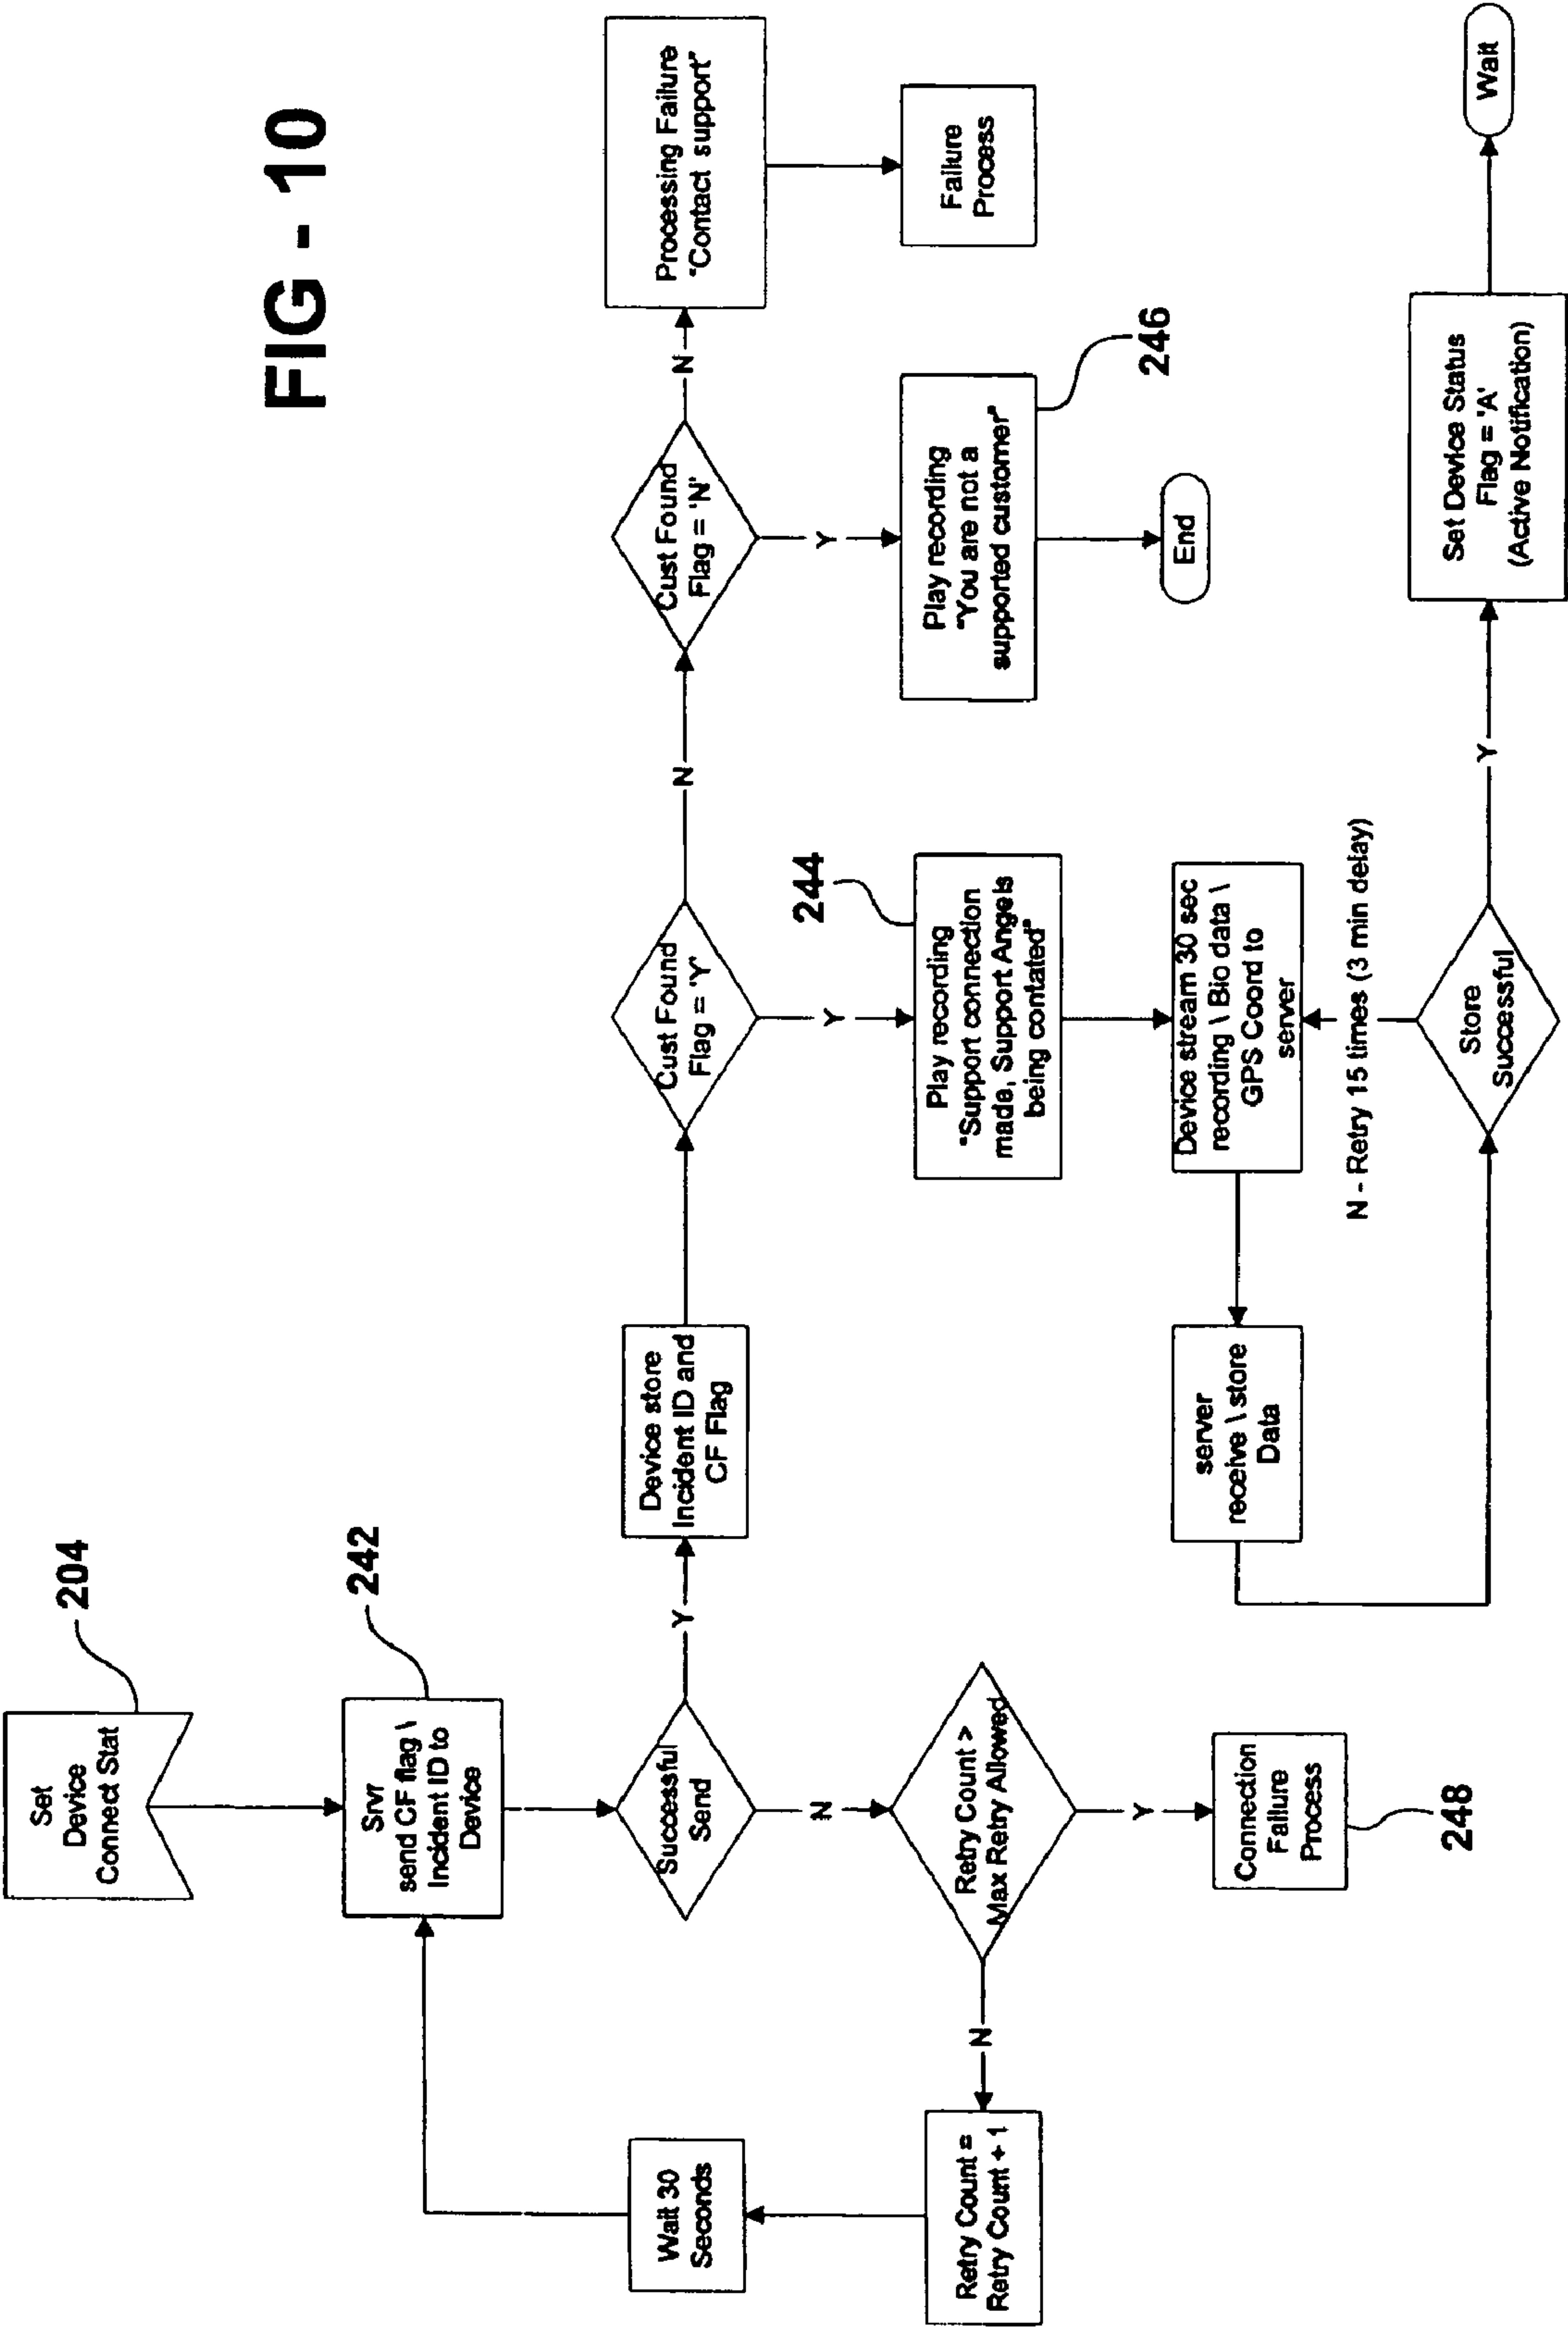 FIG - 10
Set
Device
Connect Stat
204
Srvr
send CF flag \
Incident ID to
Device
242
Successful
Send
Y
N
Device store
Incident ID and
CF Flag
Cust Found
Flag = 'Y'
N
Y
Cust Found
Flag = 'N'
N
Y
Processing Failure
"Contact support"
Failure
Process
Wait 30
Seconds
Retry Count =
Retry Count + 1
N
Retry Count >
Max Retry Allowed
Y
Connection
Failure
Process
248
Play recording
"Support connection
made, Support Angel is
being contated"
244
Play recording
"You are not a
supported customer"
246
End
server
receive \ store
Data
Device stream 30 sec
recording \ Bio data \
GPS Coord to
server
N - Retry 15 times (3 min delay)
Store
Successful
Y
Set Device Status
Flag = 'A'
(Active Notification)
Wait